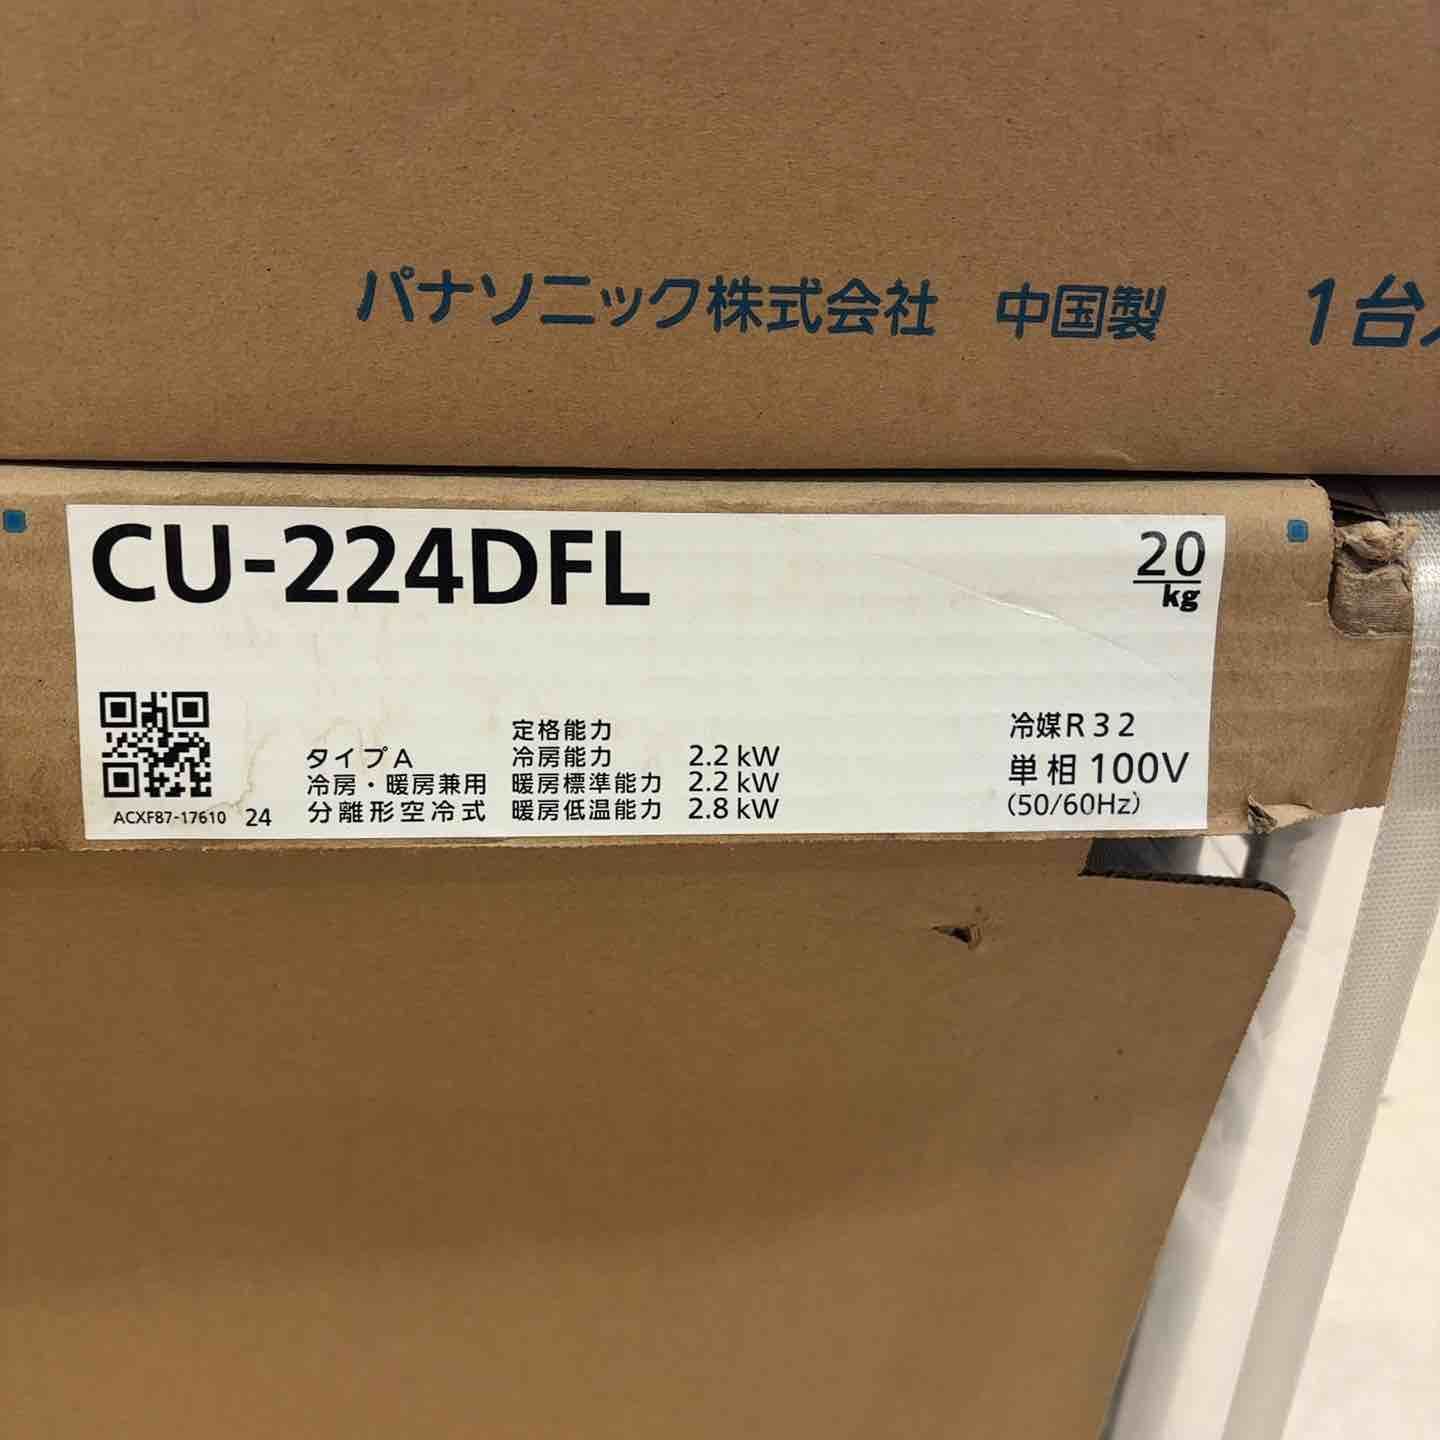 パナソニック株式会社 中国製 1台
CU-224DFL
20
kg
定格能力
タイプA 冷房能力 2.2 kW
冷房・暖房兼用 暖房標準能力 2.2 kW
分離形空冷式 暖房低温能力 2.8 kW
冷媒R32
単相 100V
(50/60Hz)
ACXF87-17610 24